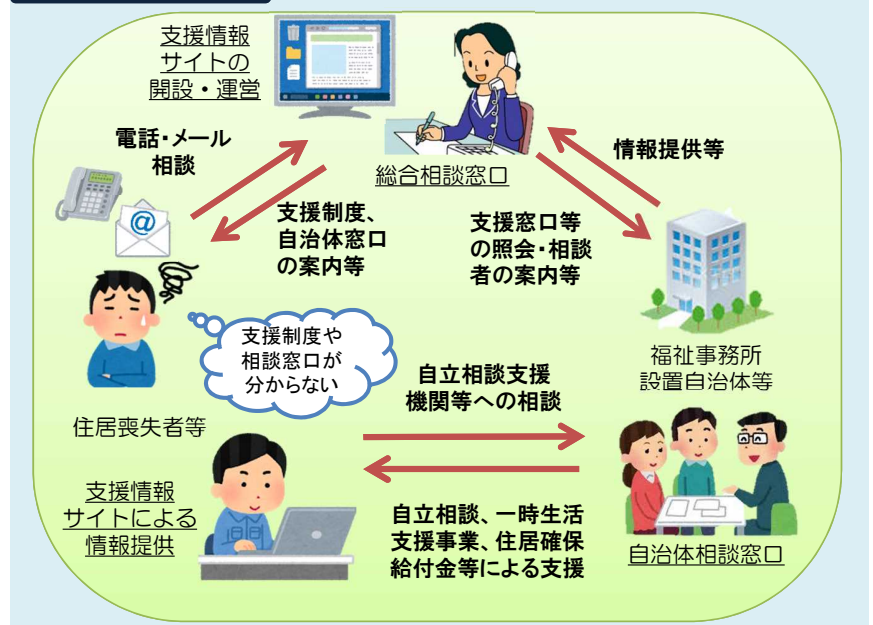 支援情報
サイトの
開設・運営
電話・メール
相談
総合相談窓口
情報提供等
支援制度、
自治体窓口
の案内等
支援窓口等
の照会・相談
者の案内等
@
支援制度や
相談窓口が
分からない
福祉事務所
設置自治体等
住居喪失者等
自立相談支援
機関等への相談
支援情報
サイトによる
情報提供
自立相談、一時生活
支援事業、住居確保
給付金等による支援
自治体相談窓口